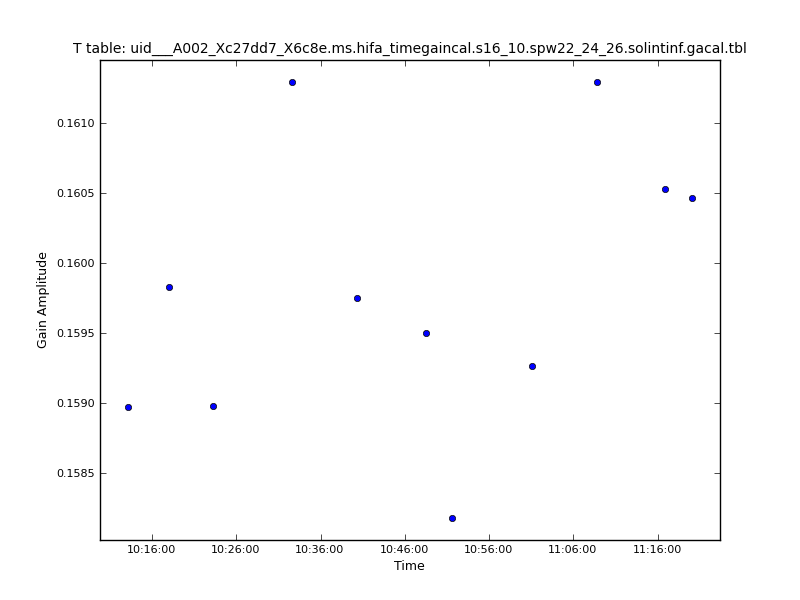 T table: uid___A002_Xc27dd7_X6c8e.ms.hifa_timegaincal.s16_10.spw22_24_26.solintinf.gacal.tbl
Gain Amplitude
0.1610
0.1605
0.1600
0.1595
0.1590
0.1585
10:16:00 10:26:00 10:36:00 10:46:00 10:56:00 11:06:00 11:16:00
Time